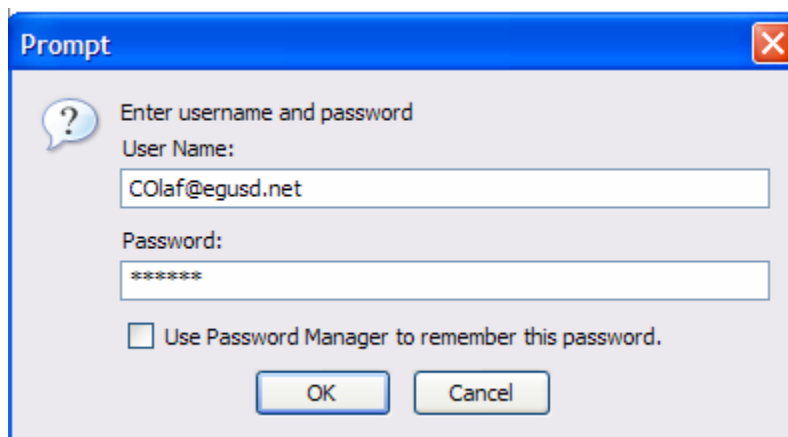 Prompt
Enter username and password
User Name:
COlaf@egusd.net
Password:
******
Use Password Manager to remember this password.
OK Cancel